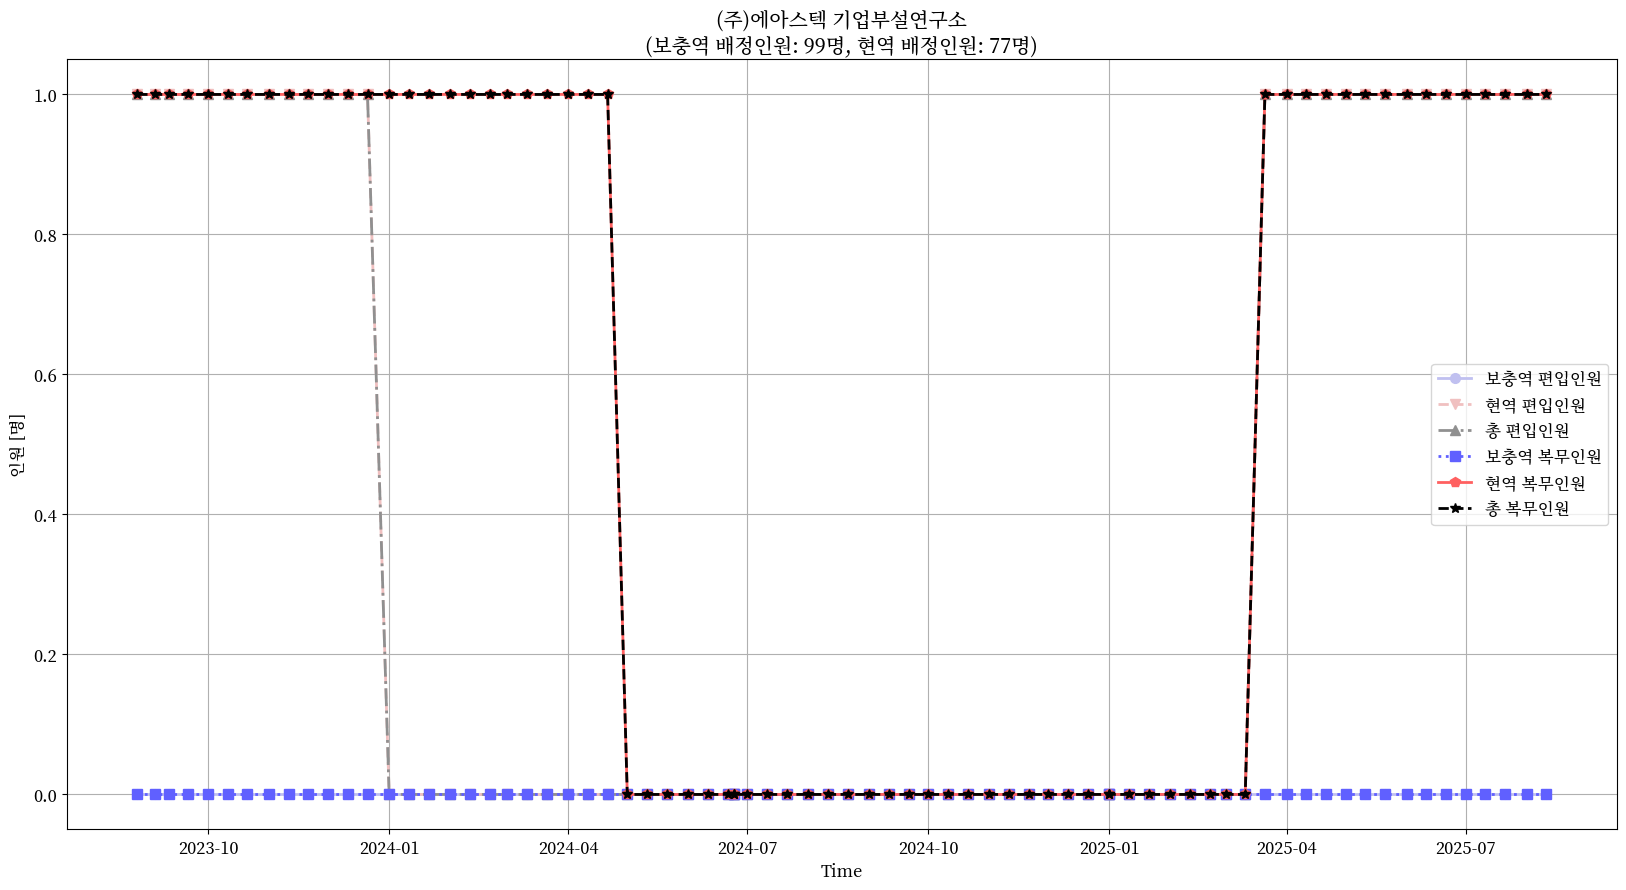 (주)에아스텍 기업부설연구소
(보충역 배정인원: 99명, 현역 배정인원: 77명)
1.0
0.8
0.6
0.4
0.2
0.0
인원 [명]
보충역 편입인원
현역 편입인원
총 편입인원
보충역 복무인원
현역 복무인원
총 복무인원
2023-10
2024-01
2024-04
2024-07
2024-10
2025-01
2025-04
2025-07
Time